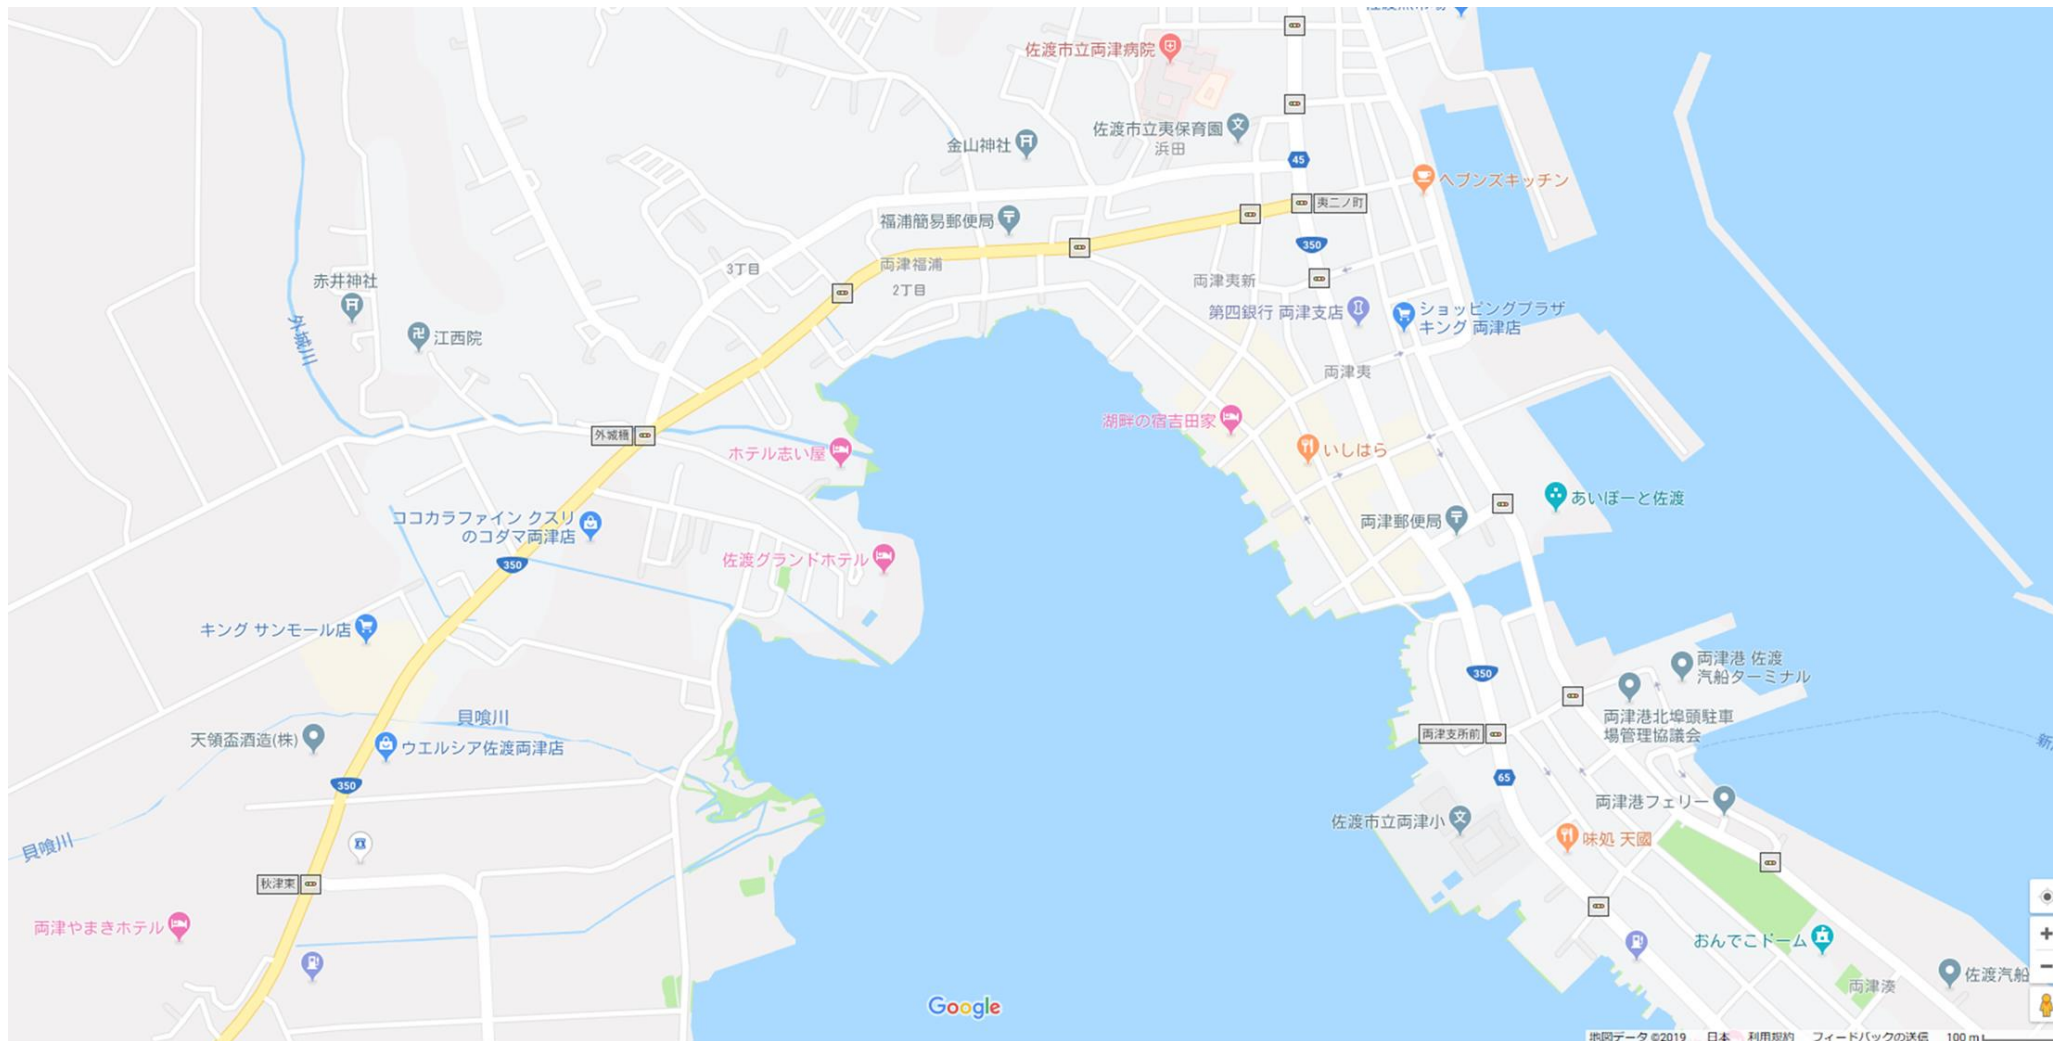 佐渡市立両津病院
金山神社
佐渡市立夷保育園
浜田
45
ヘブンズキッチン
夷二ノ町
福浦簡易郵便局
350
両津福浦
3丁目
2丁目
両津夷新
赤井神社
第四銀行 両津支店
ショッピングプラザ
キング 両津店
外城川
江西院
両津夷
湖畔の宿吉田家
外城橋
ホテル志い屋
いしはら
あいぽーと佐渡
ココカラファイン クスリ
のコダマ両津店
両津郵便局
350
佐渡グランドホテル
キング サンモール店
350
両津港 佐渡
汽船ターミナル
貝喰川
両津港北埠頭駐車
場管理協議会
天領盃酒造(株)
ウエルシア佐渡両津店
両津支所前
350
65
両津港フェリー
貝喰川
佐渡市立両津小
味処 天國
秋津東
両津やまきホテル
おんでこドーム
佐渡汽船
両津湊
Google
地図データ ©2019 日本 利用規約 フィードバックの送信 100 m